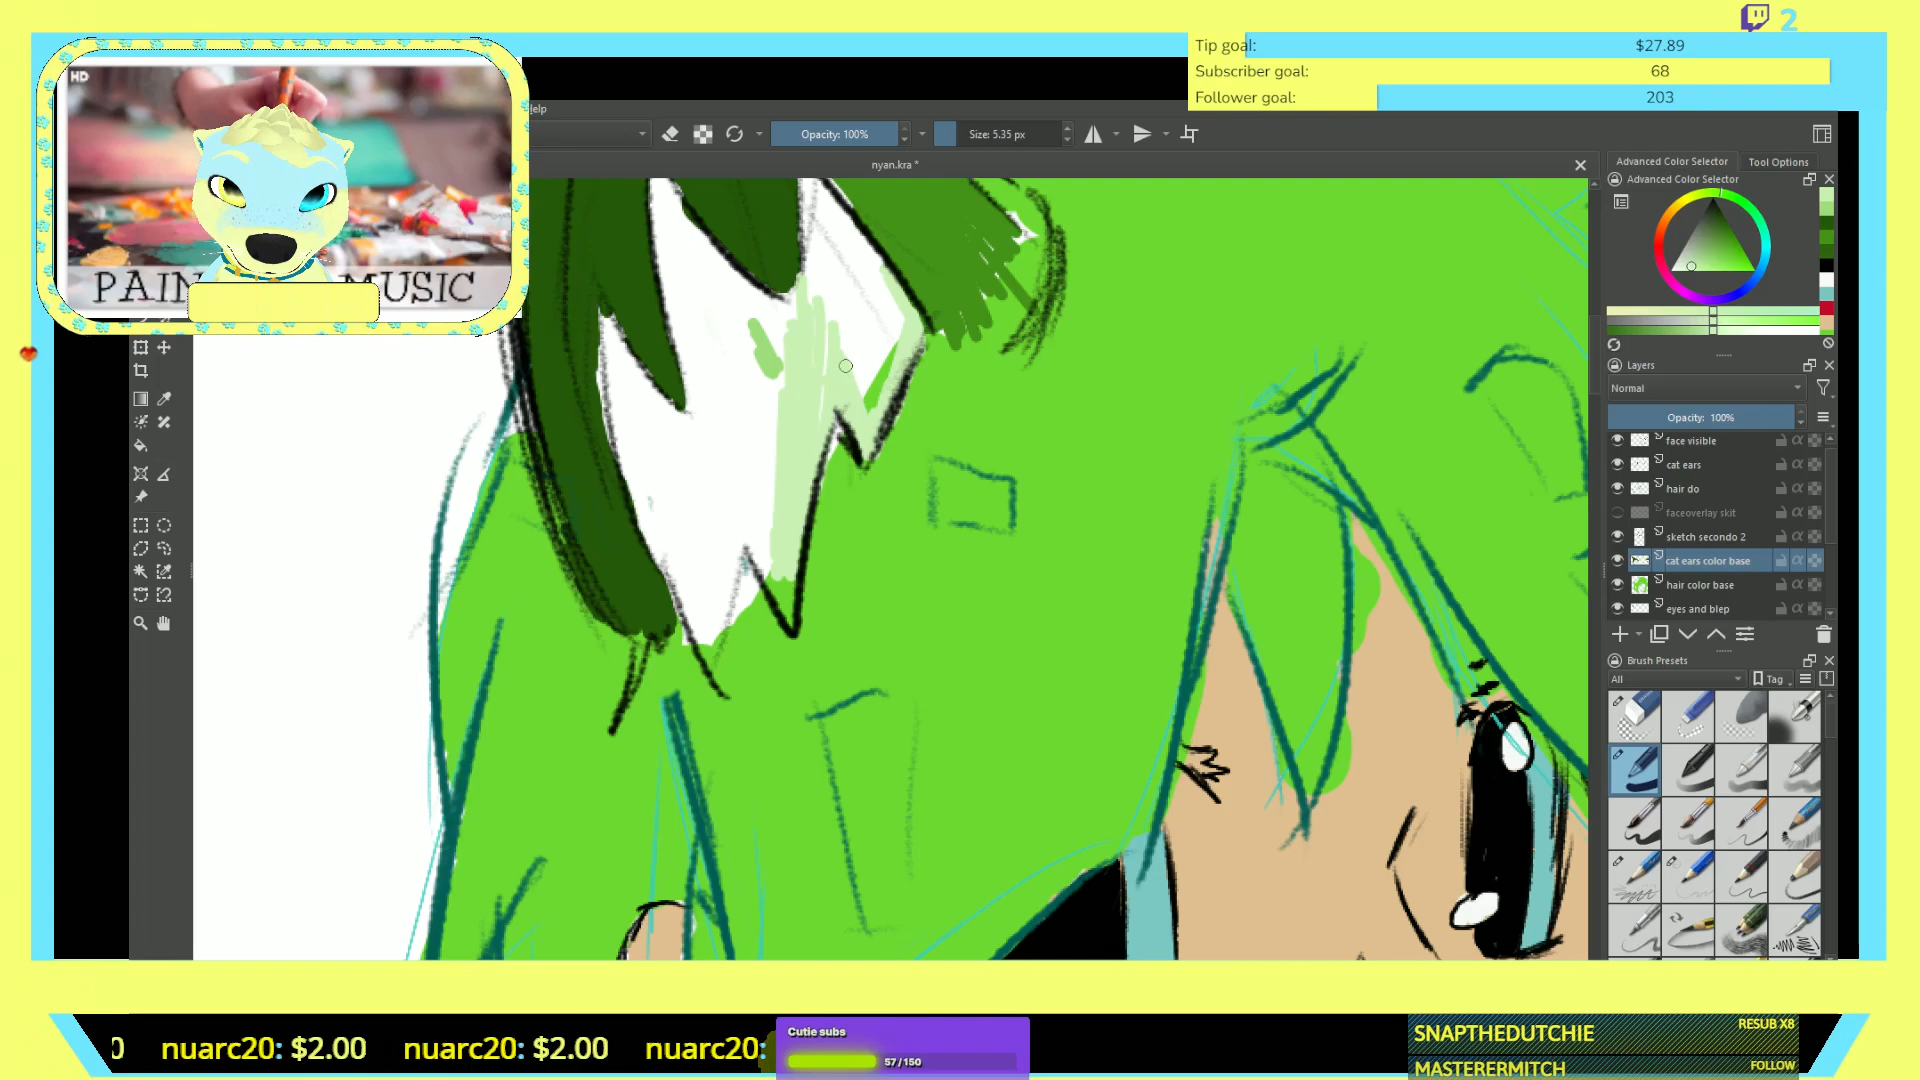 2
Tip goal: $27.89
Subscriber goal: 68
Follower goal: 203
HD
PAIN MUSIC
elp
Opacity: 100%
Size: 5.35 px
nyan.kra *
Advanced Color Selector
Tool Options
Advanced Color Selector
Layers
Normal
Opacity: 100%
face visible
cat ears
hair do
faceoverlay skit
sketch secondo 2
cat ears color base
hair color base
eyes and blep
Brush Presets
All
Tag
0 nuarc20: $2.00 nuarc20: $2.00 nuarc20:
Cutie subs
57/150
SNAPTHEDUTCHIE RESUB X8
MASTERERMITCH FOLLOW